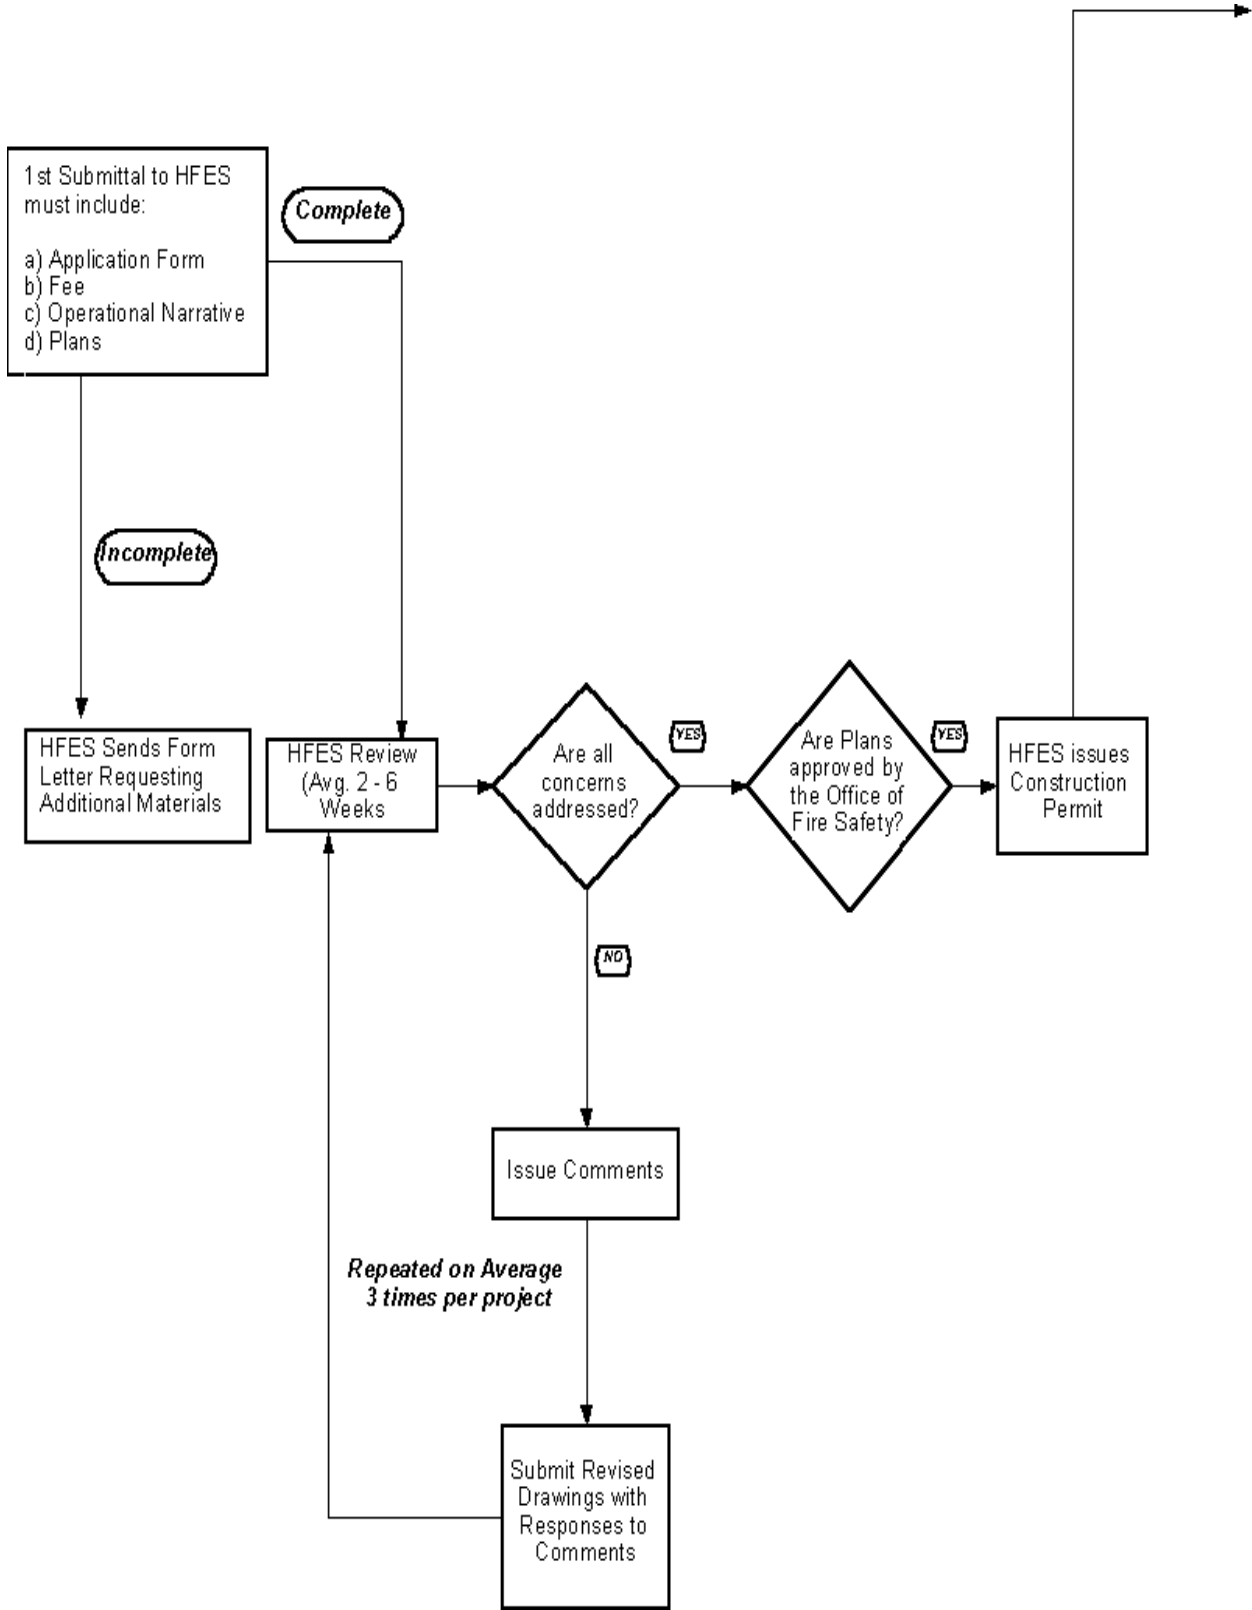 1st Submittal to HFES
must include:
a) Application Form
b) Fee
c) Operational Narrative
d) Plans
Complete
Incomplete
HFES Sends Form
Letter Requesting
Additional Materials
HFES Review
(Avg. 2 - 6
Weeks
Are all
concerns
addressed?
YES
Are Plans
approved by
the Office of
Fire Safety?
YES
HFES issues
Construction
Permit
NO
Issue Comments
Repeated on Average
3 times per project
Submit Revised
Drawings with
Responses to
Comments